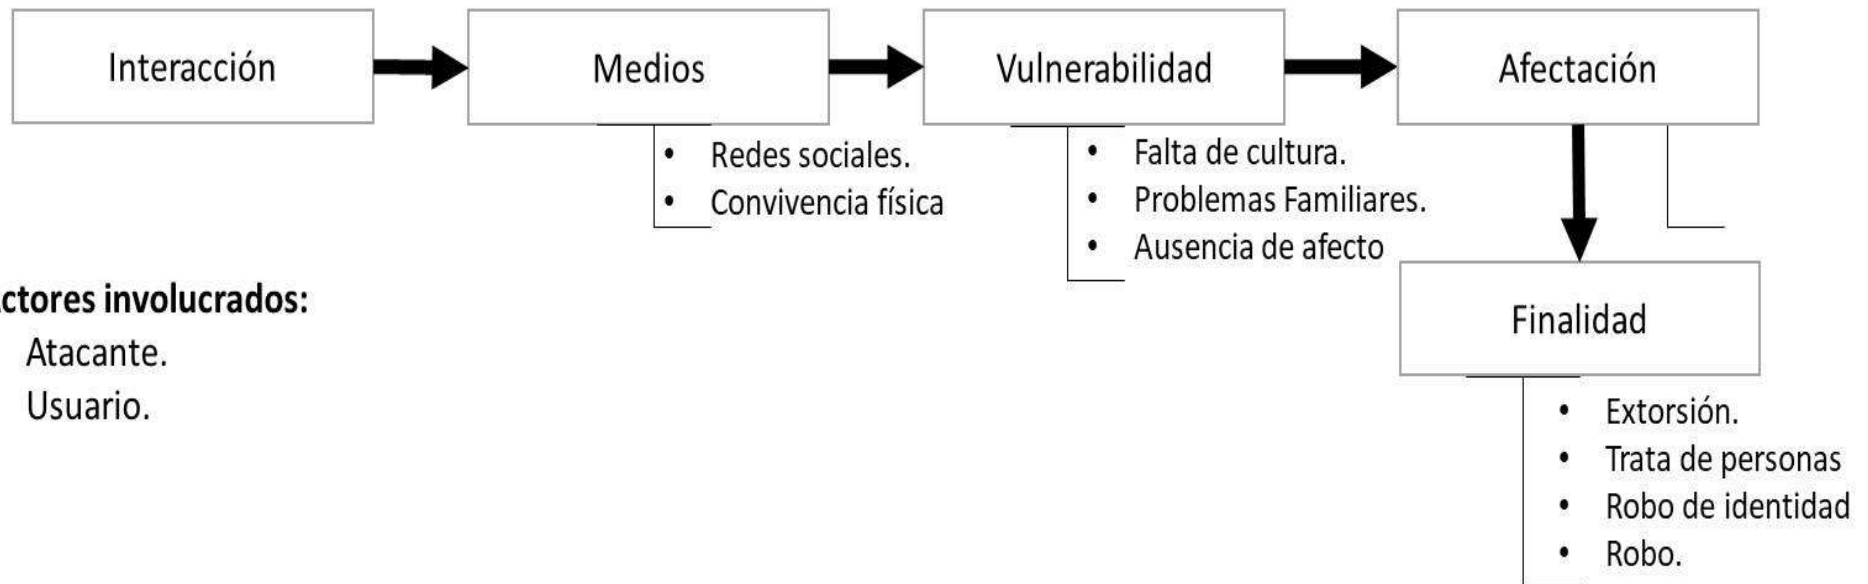 Interacción
Medios
Vulnerabilidad
Afectación
• Redes sociales.
• Convivencia física
• Falta de cultura.
• Problemas Familiares.
• Ausencia de afecto
Finalidad
ctores involucrados:
Atacante.
Usuario.
• Extorsión.
• Trata de personas
• Robo de identidad
• Robo.